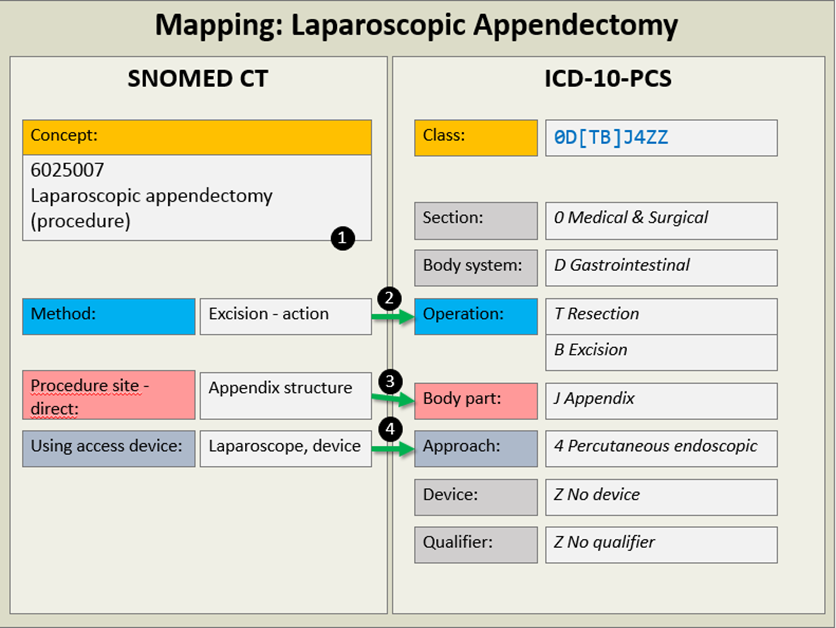 Mapping: Laparoscopic Appendectomy
SNOMED CT
Concept:
6025007
Laparoscopic appendectomy
(procedure)
1
Method:
Excision - action
2
Procedure site -
direct:
Appendix structure
3
Using access device:
Laparoscope, device
4
ICD-10-PCS
Class:
0D[TB]J4ZZ
Section:
0 Medical & Surgical
Body system:
D Gastrointestinal
Operation:
T Resection
B Excision
Body part:
J Appendix
Approach:
4 Percutaneous endoscopic
Device:
Z No device
Qualifier:
Z No qualifier